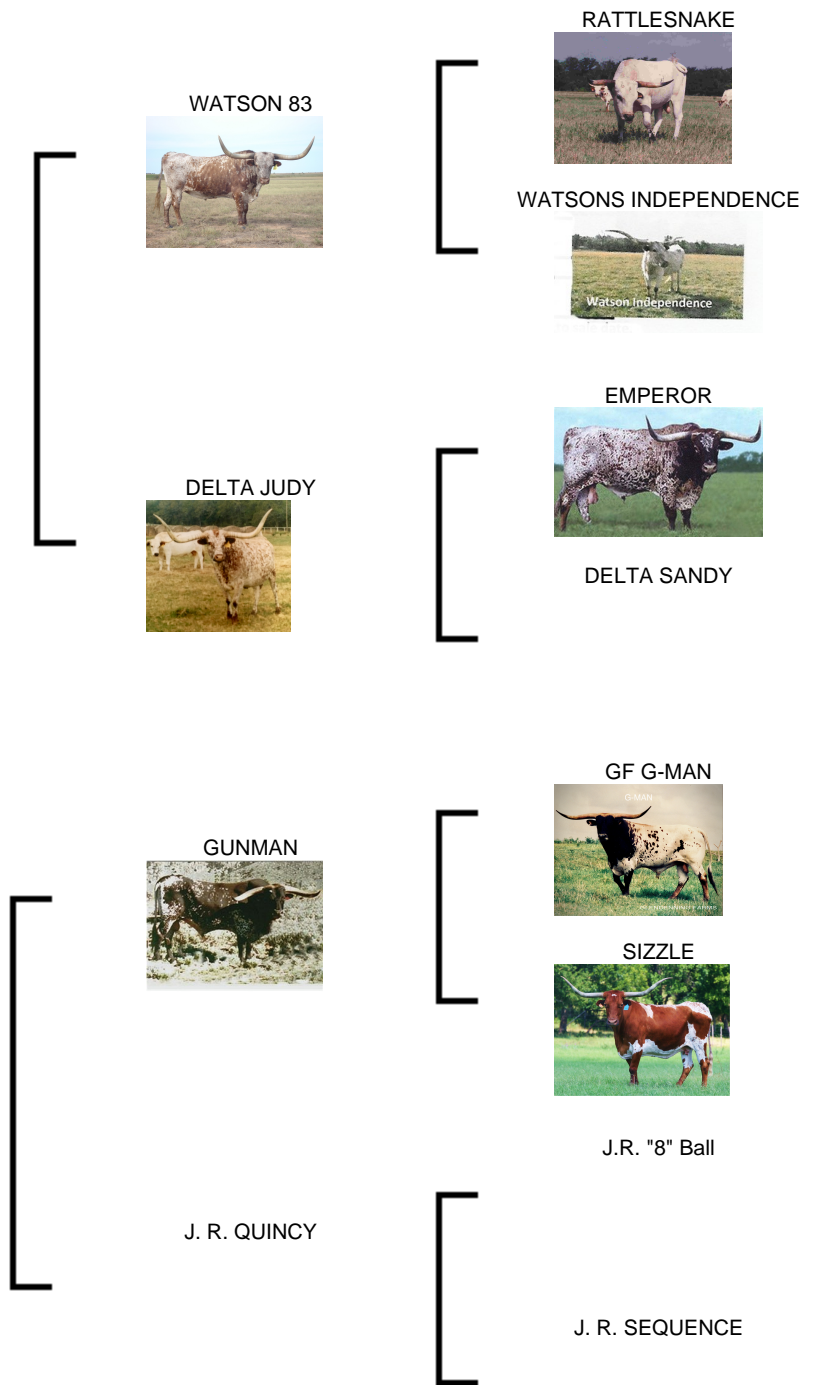 RATTLESNAKE
WATSON 83
WATSONS INDEPENDENCE
Watson Independence
EMPEROR
DELTA JUDY
DELTA SANDY
GF G-MAN
G-MAN
GUNMAN
SIZZLE
J.R. "8" Ball
J. R. QUINCY
J. R. SEQUENCE